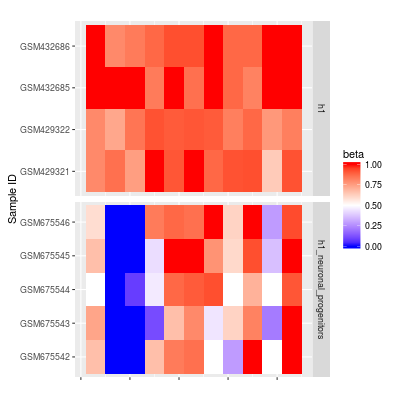 Sample ID
GSM432686
GSM432685
GSM429322
GSM429321
h1
GSM675546
GSM675545
GSM675544
GSM675543
GSM675542
h1_neuronal_progenitors
beta
1.00
0.75
0.50
0.25
0.00